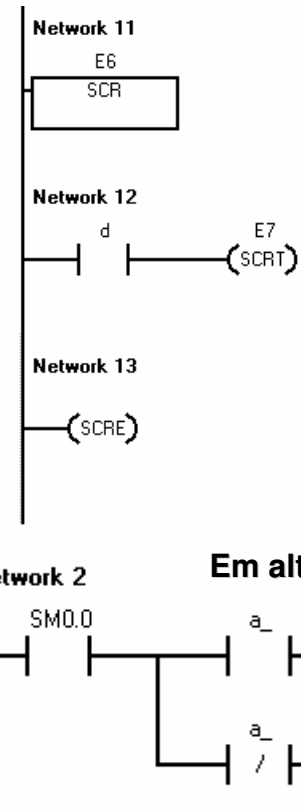 Network 11
E6
SCR
Network 12
d E7
(SCRT)
Network 13
(SCRE)
Em alt
etwork 2
SM0.0 a_
a_
/